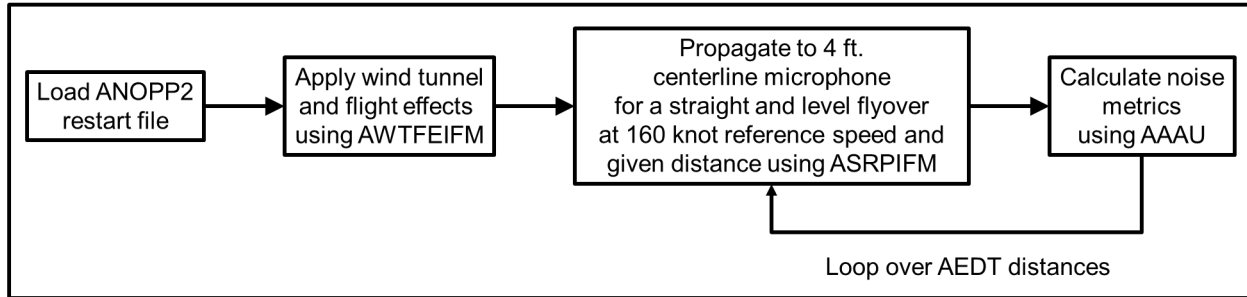 Load ANOPP2
restart file
Apply wind tunnel
and flight effects
using AWTFEIFM
Propagate to 4 ft.
centerline microphone
for a straight and level flyover
at 160 knot reference speed and
given distance using ASRPIFM
Calculate noise
metrics
using AAAU
Loop over AEDT distances